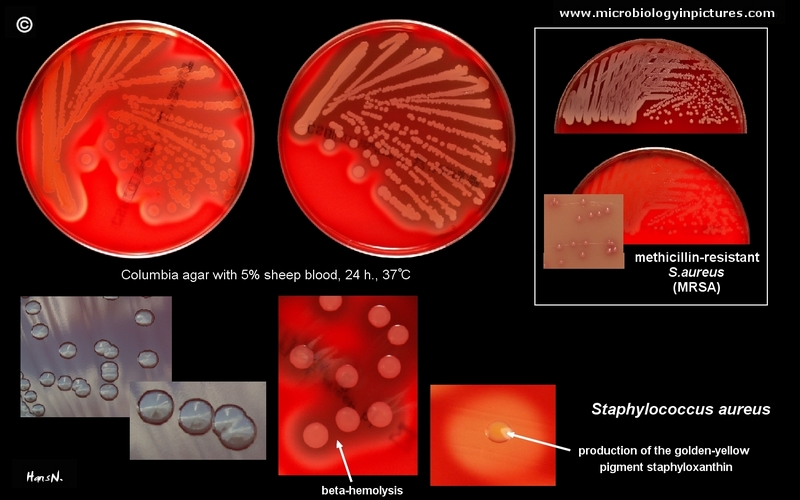 ©
www.microbiologyinpictures.com
methicillin-resistant
S.aureus
(MRSA)
Columbia agar with 5% sheep blood, 24 h., 37°C
Staphylococcus aureus
production of the golden-yellow
pigment staphyloxanthin
HansN.
beta-hemolysis